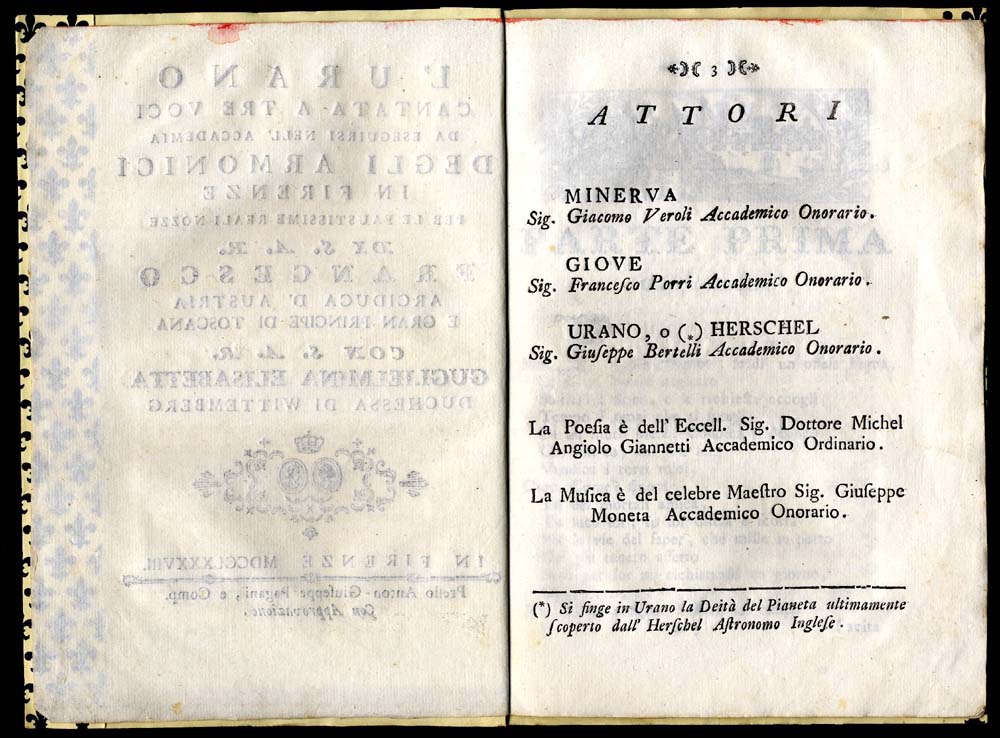 L' URANO
CANTATA A TRE VOCI
DA ESEGUIRSI NELL' ACCADEMIA
DEGLI ARMONICI
IN FIRENZE
PER LE FAUSTISSIME REALI NOZZE
DI S. A. R.
FRANCESCO
ARCIDUCA D' AUSTRIA
E GRAN-PRINCIPE DI TOSCANA
CON S. A. R.
GUGLIELMINA ELISABETTA
DUCHESSA DI WITTEMBERG
IN FIRENZE MDCCLXXXVIII.
Presso Anton-Giuseppe Pagani, e Comp.
Con Approvazione.
3
ATTORI
MINERVA
Sig. Giacomo Veroli Accademico Onorario.
GIOVE
Sig. Franceſco Porri Accademico Onorario.
URANO, o (*) HERSCHEL
Sig. Giuſeppe Bertelli Accademico Onorario.
La Poeſia è dell' Eccell. Sig. Dottore Michel
Angiolo Giannetti Accademico Ordinario.
La Muſica è del celebre Maeſtro Sig. Giuſeppe
Moneta Accademico Onorario.
(*) Si finge in Urano la Deità del Pianeta ultimamente
ſcoperto dall' Herſchel Aſtronomo Ingleſe.
PARTE PRIMA